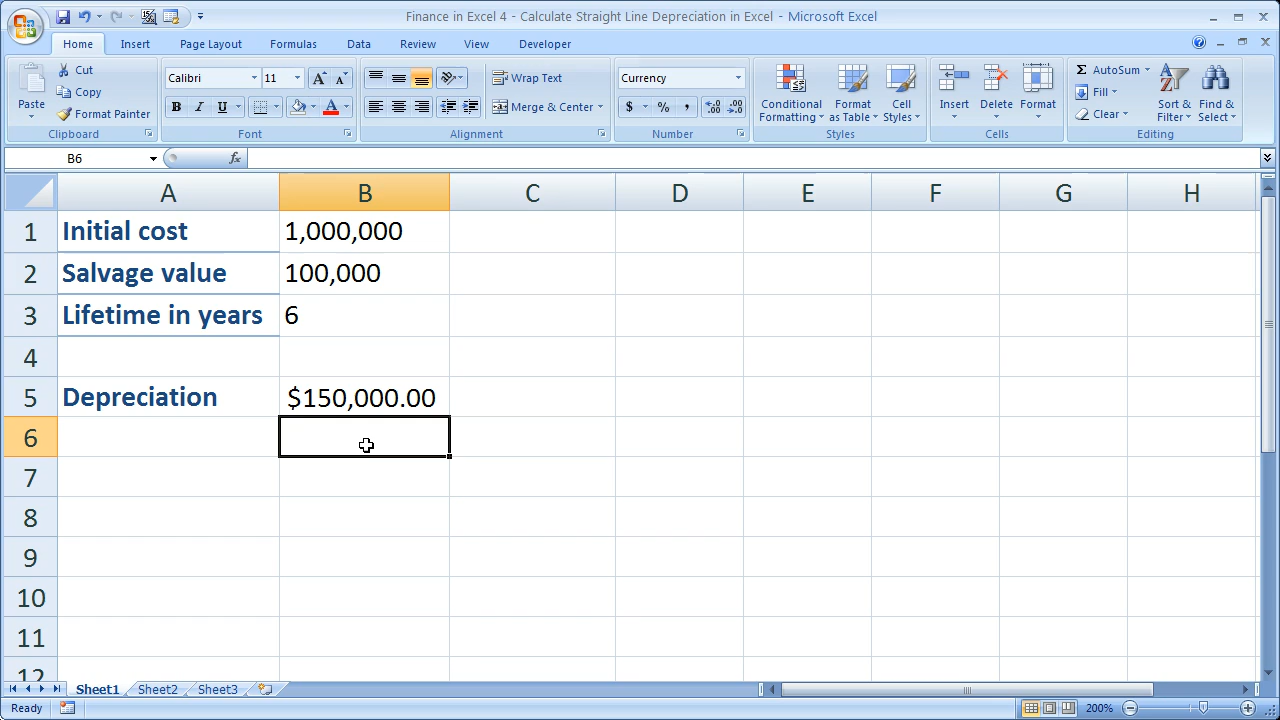 Finance in Excel 4 - Calculate Straight Line Depreciation in Excel - Microsoft Excel
Home Insert Page Layout Formulas Data Review View Developer
Paste
Cut
Copy
Format Painter
Clipboard
Calibri 11
B I U A
Font
Wrap Text
Merge & Center
Alignment
Currency
$ % ,
Number
Conditional Formatting
Format as Table
Cell Styles
Styles
Insert Delete Format
Cells
Σ AutoSum
Fill
Clear
Sort & Filter
Find & Select
Editing
B6 fx
A B C D E F G H
1 Initial cost 1,000,000
2 Salvage value 100,000
3 Lifetime in years 6
4
5 Depreciation $150,000.00
6
7
8
9
10
11
12
Sheet1 Sheet2 Sheet3
Ready 200%